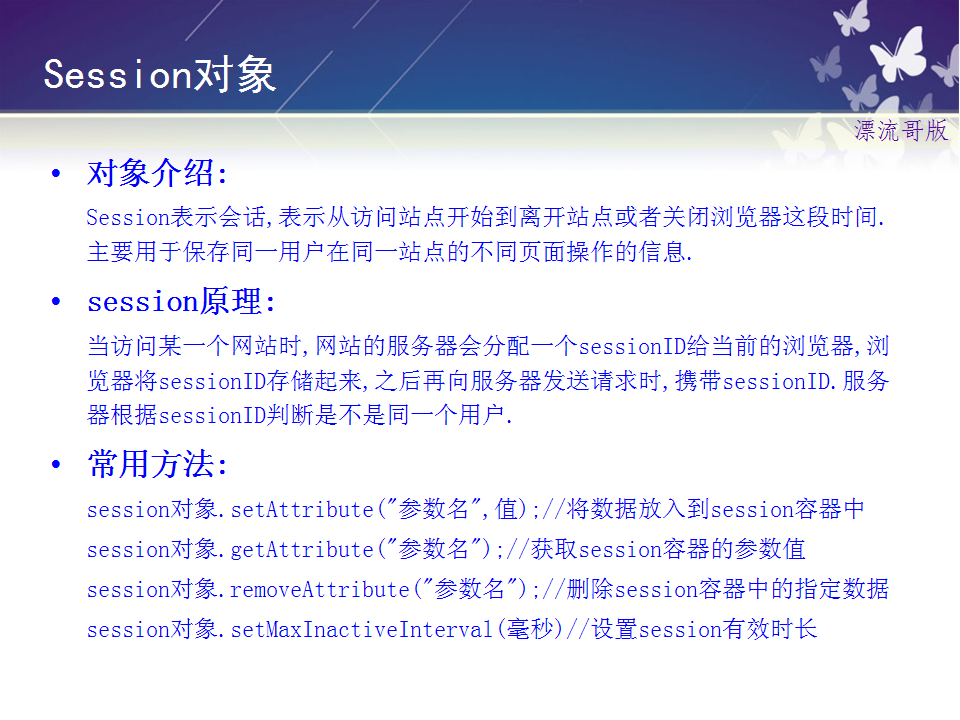 Session对象
漂流哥版
• 对象介绍:
Session表示会话,表示从访问站点开始到离开站点或者关闭浏览器这段时间.
主要用于保存同一用户在同一站点的不同页面操作的信息.
• session原理:
当访问某一个网站时,网站的服务器会分配一个sessionID给当前的浏览器,浏
览器将sessionID存储起来,之后再向服务器发送请求时,携带sessionID.服务
器根据sessionID判断是不是同一个用户.
• 常用方法:
session对象.setAttribute("参数名",值);//将数据放入到session容器中
session对象.getAttribute("参数名");//获取session容器的参数值
session对象.removeAttribute("参数名");//删除session容器中的指定数据
session对象.setMaxInactiveInterval(毫秒)//设置session有效时长